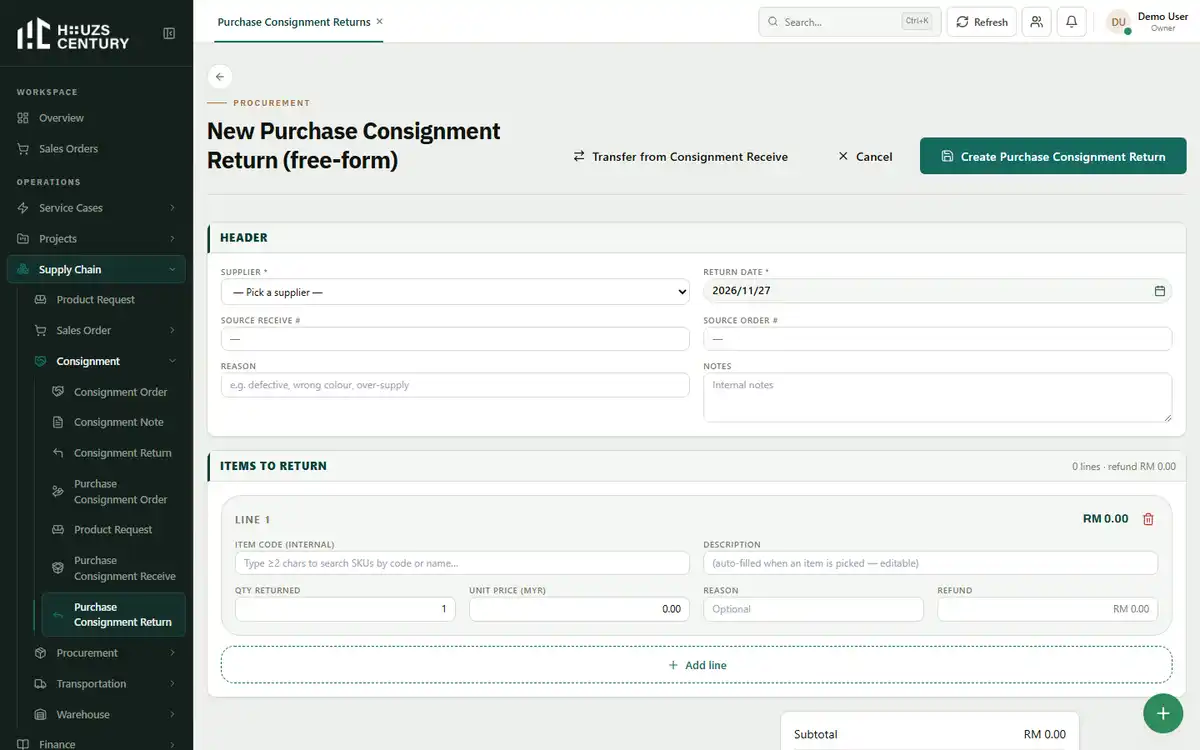 HOUZS
CENTURY
Purchase Consignment Returns
Search...
Ctrl+K
Refresh
DU
Demo User
Owner
WORKSPACE
Overview
Sales Orders
OPERATIONS
Service Cases
Projects
Supply Chain
Product Request
Sales Order
Consignment
Consignment Order
Consignment Note
Consignment Return
Purchase
Consignment Order
Product Request
Purchase
Consignment Receive
Purchase
Consignment Return
Procurement
Transportation
Warehouse
Finance
PROCUREMENT
New Purchase Consignment
Return (free-form)
Transfer from Consignment Receive
Cancel
Create Purchase Consignment Return
HEADER
SUPPLIER *
— Pick a supplier —
RETURN DATE *
2026/11/27
SOURCE RECEIVE #
—
SOURCE ORDER #
—
REASON
e.g. defective, wrong colour, over-supply
NOTES
Internal notes
ITEMS TO RETURN
0 lines · refund RM 0.00
LINE 1
RM 0.00
ITEM CODE (INTERNAL)
Type ≥2 chars to search SKUs by code or name...
DESCRIPTION
(auto-filled when an item is picked — editable)
QTY RETURNED
1
UNIT PRICE (MYR)
0.00
REASON
Optional
REFUND
RM 0.00
+ Add line
Subtotal
RM 0.00